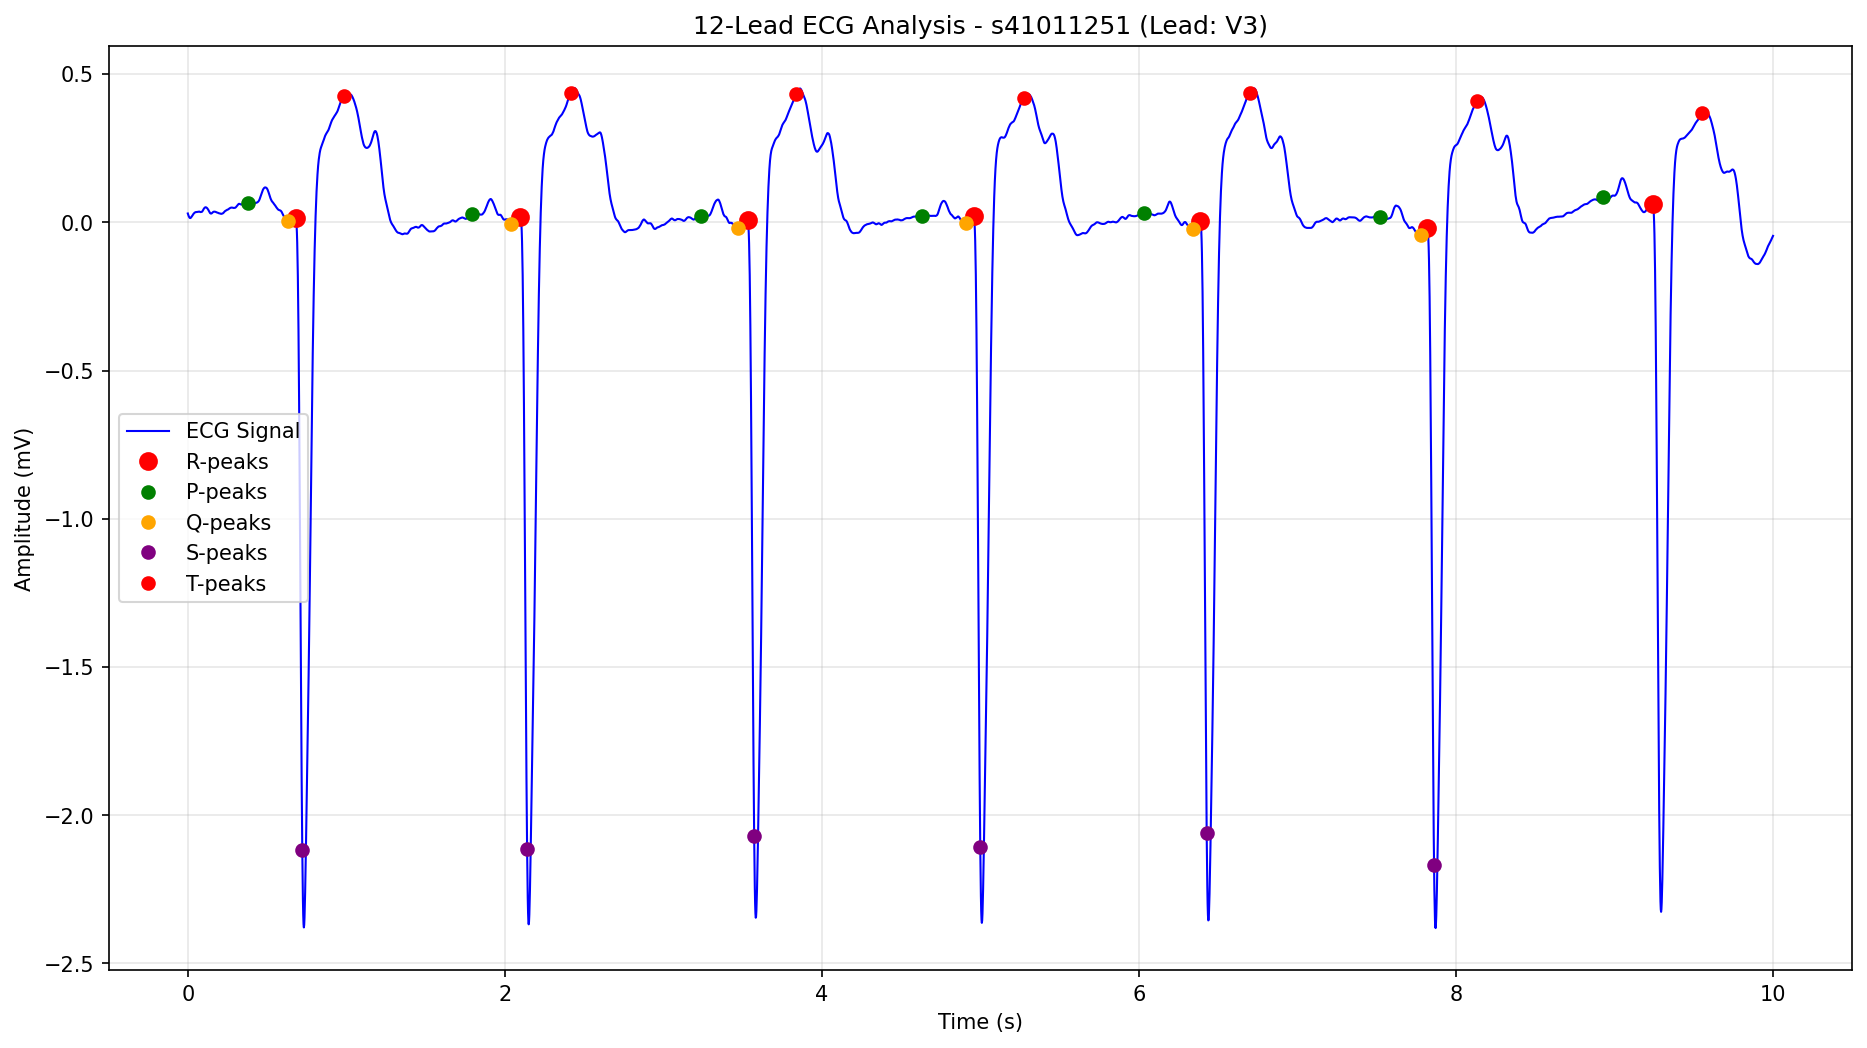 12-Lead ECG Analysis - s41011251 (Lead: V3)
0.5
0.0
−0.5
−1.0
−1.5
−2.0
−2.5
Amplitude (mV)
ECG Signal
R-peaks
P-peaks
Q-peaks
S-peaks
T-peaks
0 2 4 6 8 10
Time (s)